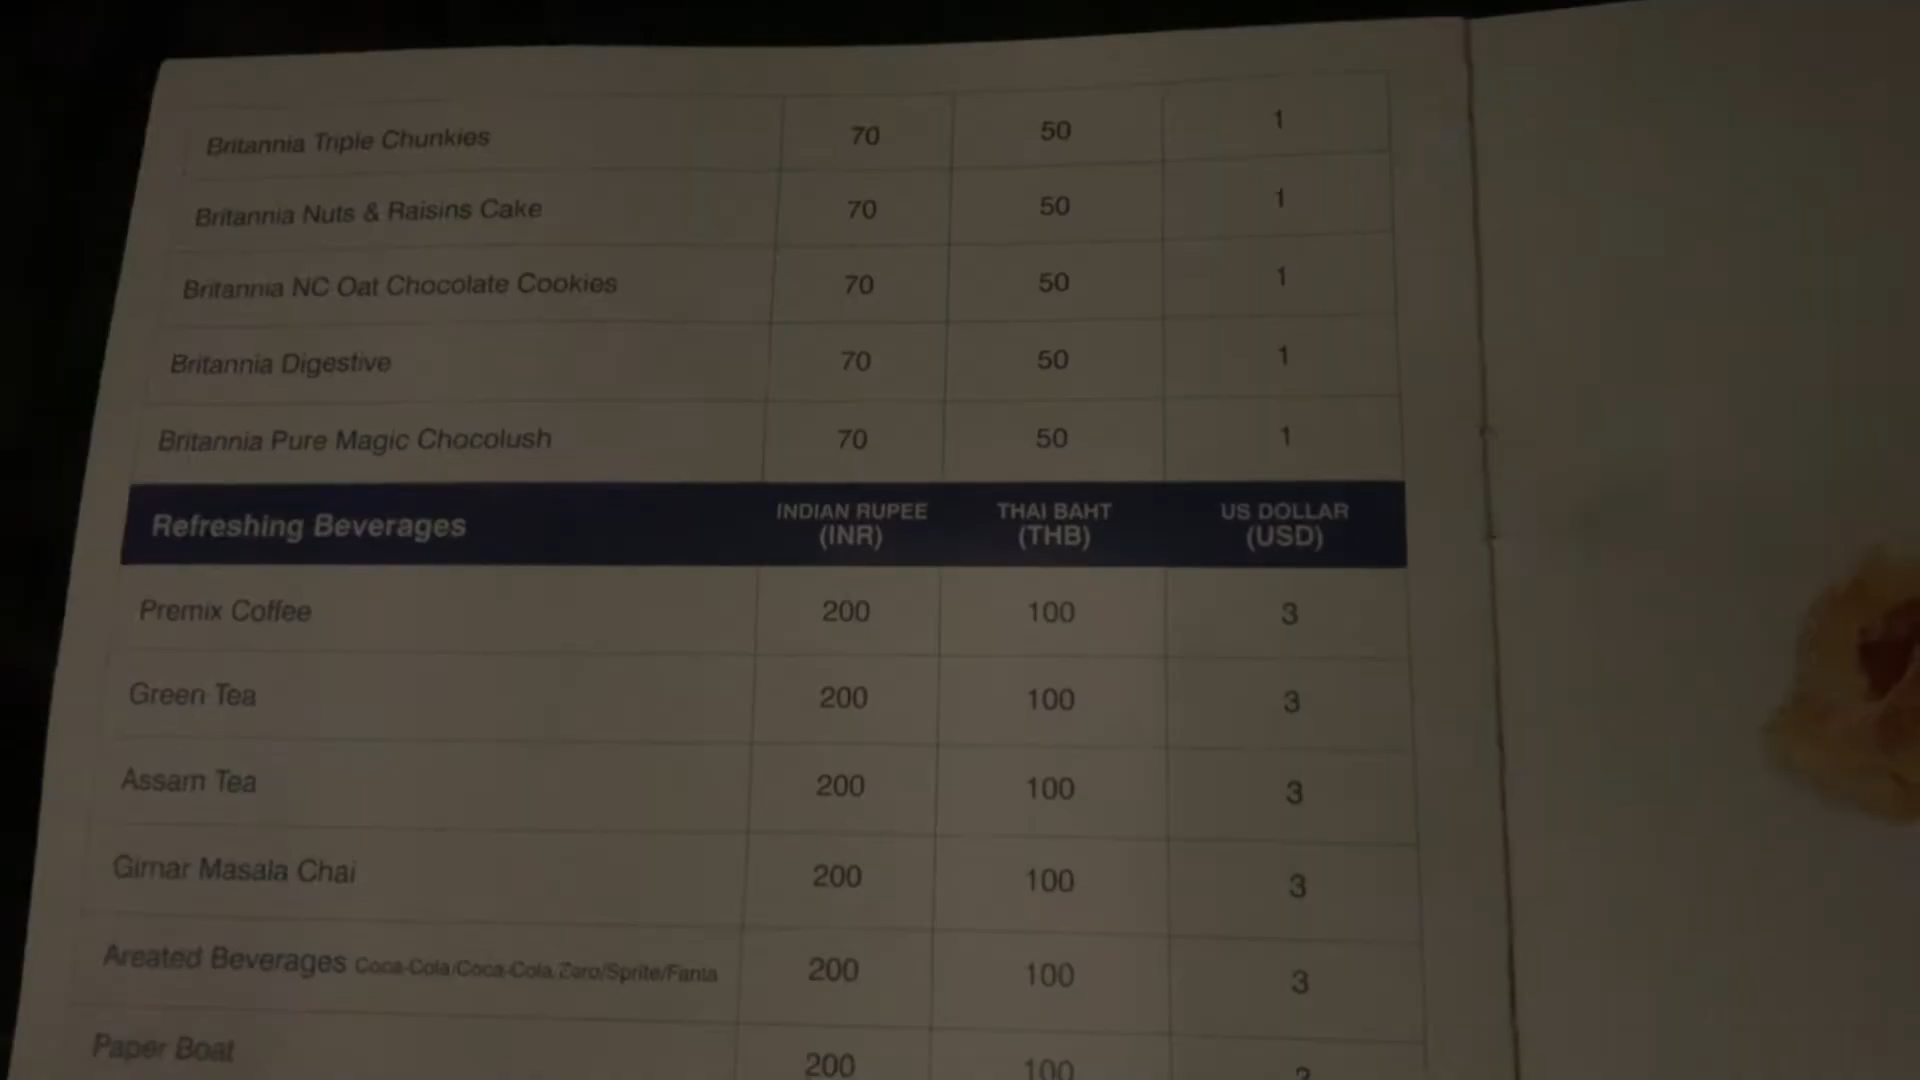 Britannia Triple Chunkies 70 50 1
Britannia Nuts & Raisins Cake 70 50 1
Britannia NC Oat Chocolate Cookies 70 50 1
Britannia Digestive 70 50 1
Britannia Pure Magic Chocolush 70 50 1
Refreshing Beverages INDIAN RUPEE (INR) THAI BAHT (THB) US DOLLAR (USD)
Premix Coffee 200 100 3
Green Tea 200 100 3
Assam Tea 200 100 3
Girnar Masala Chai 200 100 3
Areated Beverages Coca-Cola/Coca-Cola Zero/Sprite/Fanta 200 100 3
Paper Boat 200 100